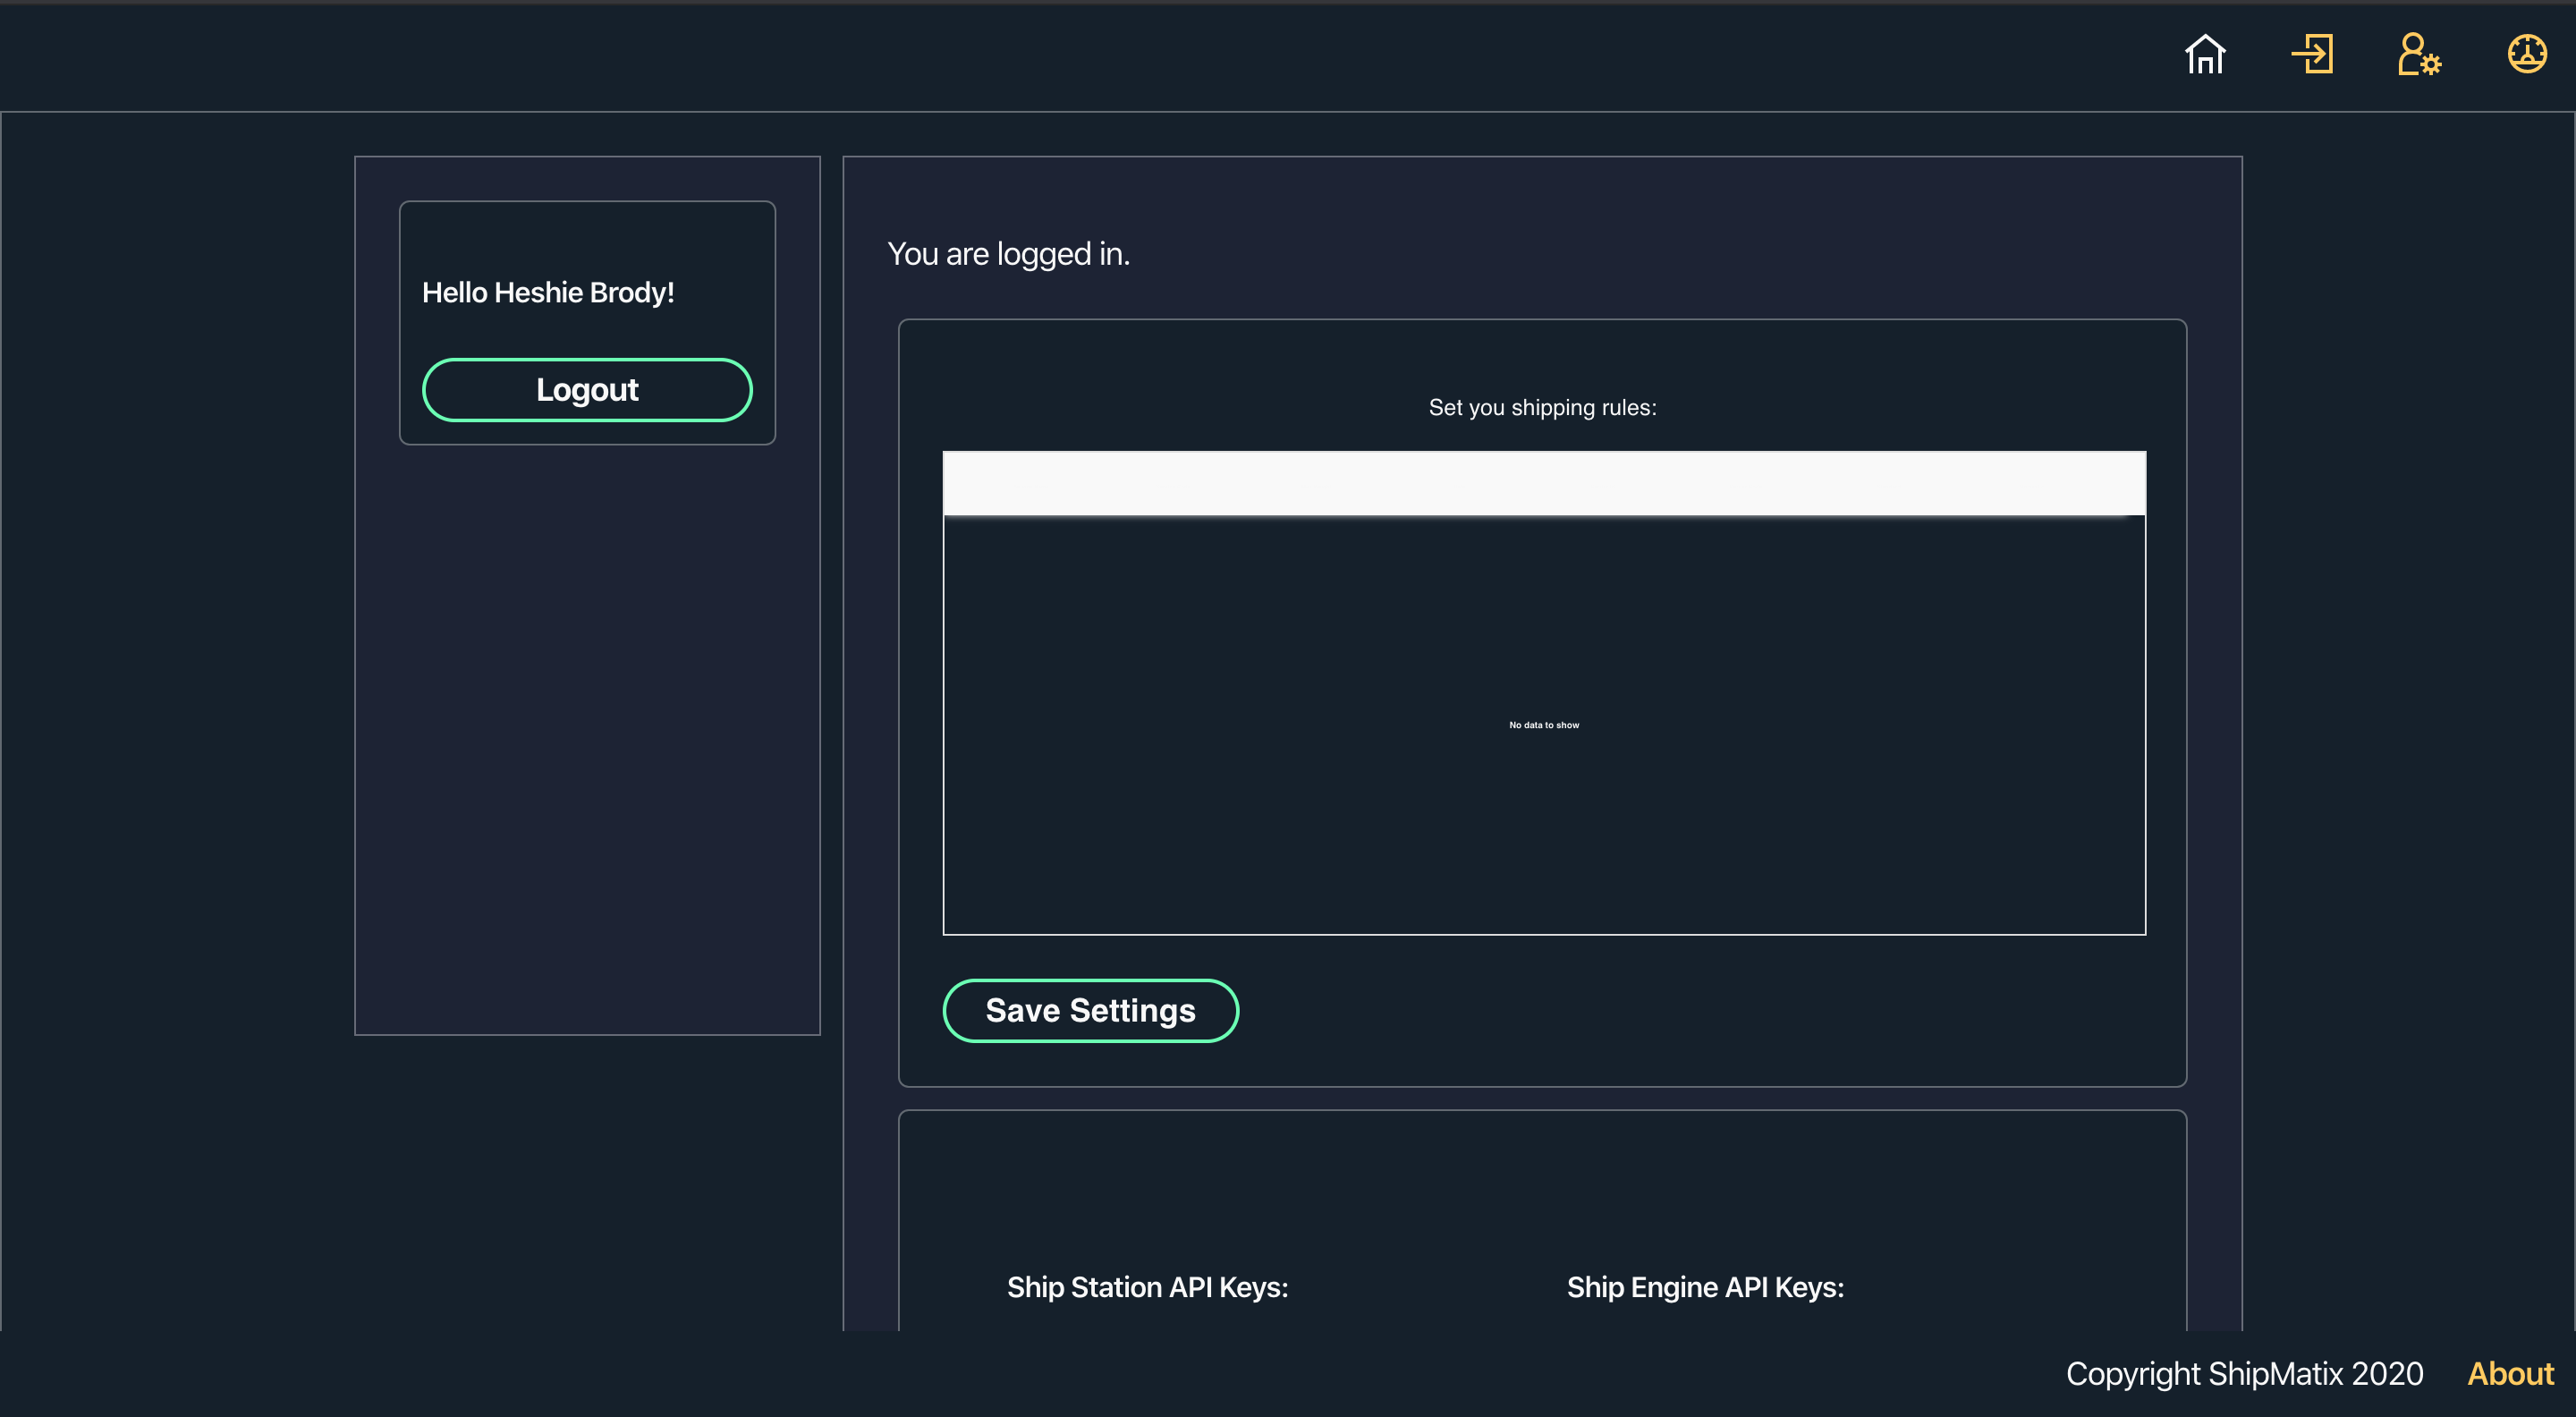 Hello Heshie Brody!
Logout
You are logged in.
Set you shipping rules:
No data to show
Save Settings
Ship Station API Keys:
Ship Engine API Keys:
Copyright ShipMatix 2020
About